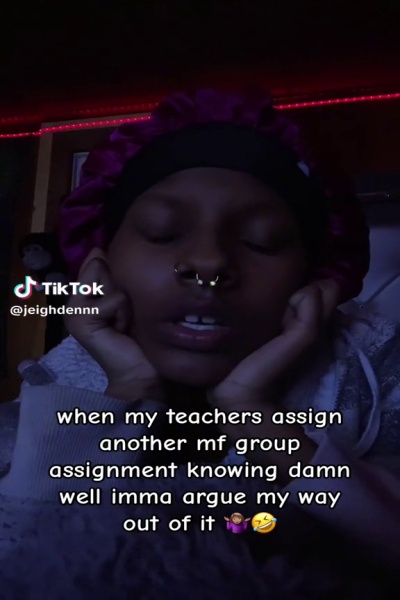 TikTok
@jeighdennn
when my teachers assign
another mf group
assignment knowing damn
well imma argue my way
out of it 🤷🏽‍♀️🤣